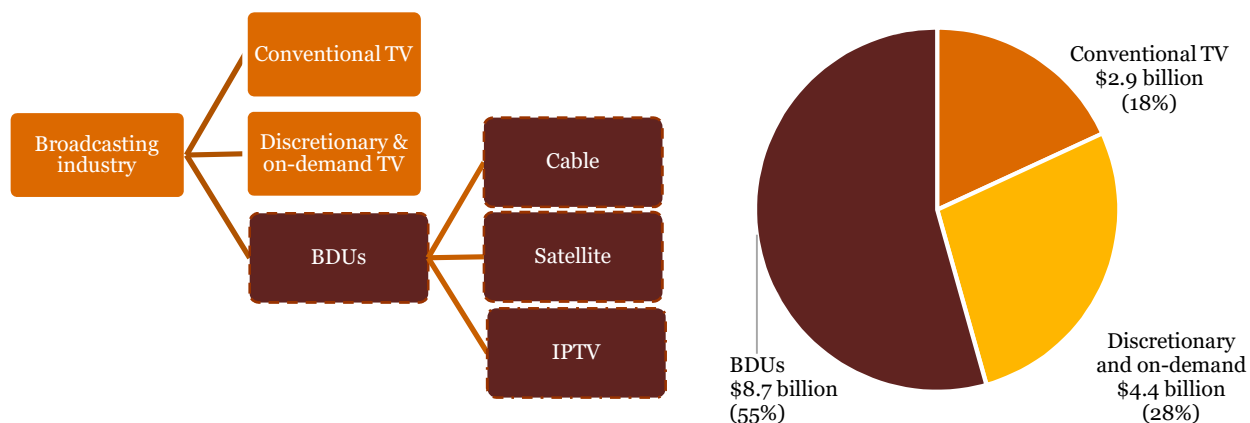 Broadcasting
industry
Conventional TV
Discretionary &
on-demand TV
BDUs
Cable
Satellite
IPTV
Conventional TV
$2.9 billion
(18%)
Discretionary
and on-demand
$4.4 billion
(28%)
BDUs
$8.7 billion
(55%)